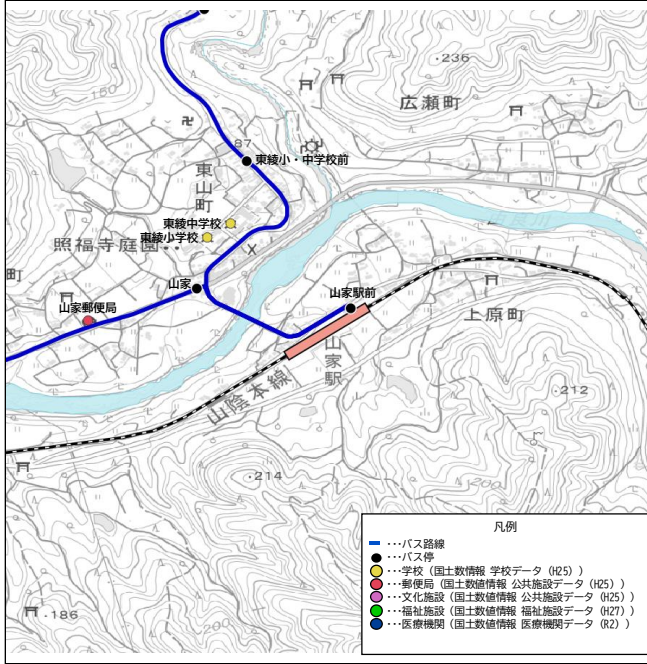 ・236
広瀬町
150
卍
87
東綾小・中学校前
東山町
東綾中学校
東綾小学校
照福寺庭園
町
山家
山家駅前
山家郵便局
上原町
山家駅
山陰本線
・212
・214
200
200
・186
凡例
・・・バス路線
・・・バス停
・・・学校（国土数情報 学校データ（H25））
・・・郵便局（国土数値情報 公共施設データ（H25））
・・・文化施設（国土数値情報 公共施設データ（H25））
・・・福祉施設（国土数値情報 福祉施設データ（H27））
・・・医療機関（国土数値情報 医療機関データ（R2））